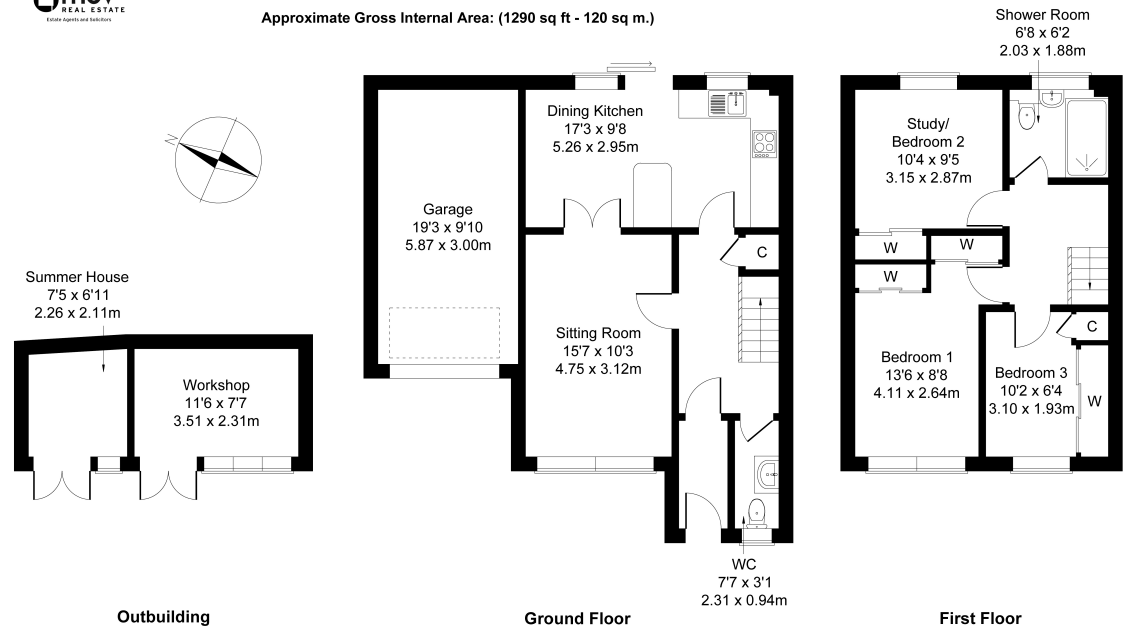 REAL ESTATE
Estate Agents and Solicitors
Approximate Gross Internal Area: (1290 sq ft - 120 sq m.)
N
Summer House
7'5 x 6'11
2.26 x 2.11m
Workshop
11'6 x 7'7
3.51 x 2.31m
Outbuilding
Garage
19'3 x 9'10
5.87 x 3.00m
Dining Kitchen
17'3 x 9'8
5.26 x 2.95m
C
Sitting Room
15'7 x 10'3
4.75 x 3.12m
WC
7'7 x 3'1
2.31 x 0.94m
Ground Floor
Shower Room
6'8 x 6'2
2.03 x 1.88m
Study/
Bedroom 2
10'4 x 9'5
3.15 x 2.87m
W
W
W
Bedroom 1
13'6 x 8'8
4.11 x 2.64m
C
Bedroom 3
10'2 x 6'4
3.10 x 1.93m
W
First Floor